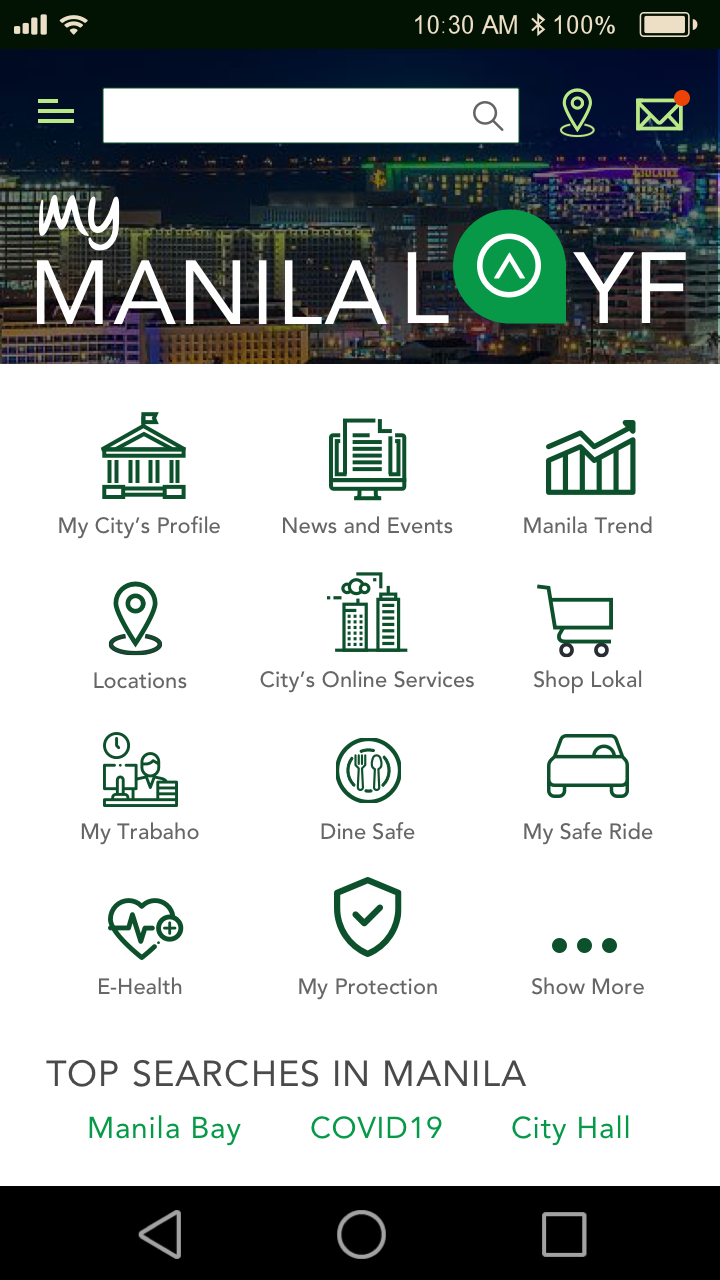 10:30 AM 100%
My
MANILA LAYF
My City's Profile
News and Events
Manila Trend
Locations
City's Online Services
Shop Lokal
My Trabaho
Dine Safe
My Safe Ride
E-Health
My Protection
Show More
TOP SEARCHES IN MANILA
Manila Bay
COVID19
City Hall